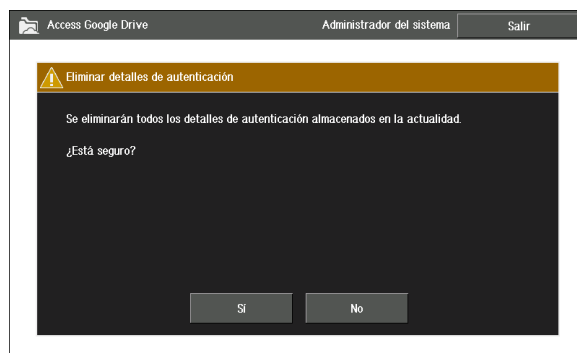 Access Google Drive Administrador del sistema Salir
Eliminar detalles de autenticación
Se eliminarán todos los detalles de autenticación almacenados en la actualidad.
¿Está seguro?
Sí No